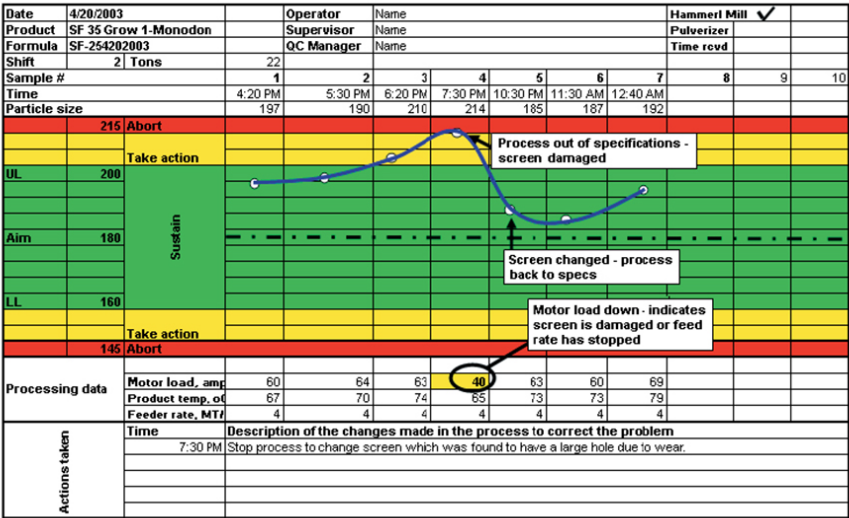 Date 4/20/2003 Operator Name Hammerl Mill ✓
Product SF 35 Grow 1-Monodon Supervisor Name Pulverizer
Formula SF-254202003 QC Manager Name Time rcvd
Shift 2 Tons 22
Sample # 1 2 3 4 5 6 7 8 9 10
Time 4:20 PM 5:30 PM 6:20 PM 7:30 PM 10:30 PM 11:30 AM 12:40 AM
Particle size 197 190 210 214 185 187 192
215 Abort
Process out of specifications -
screen damaged
Take action
UL 200
Sustain
Aim 180
Screen changed - process
back to specs
LL 160
Motor load down - indicates
screen is damaged or feed
rate has stopped
Take action
145 Abort
Processing data
Motor load, amp 60 64 63 40 63 60 69
Product temp, o 67 70 74 65 73 73 79
Feeder rate, MT/ 4 4 4 4 4 4 4
Actions taken
Time Description of the changes made in the process to correct the problem
7:30 PM Stop process to change screen which was found to have a large hole due to wear.